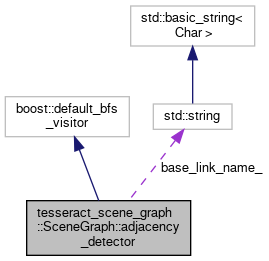 std::basic_string<
Char >
boost::default_bfs
_visitor
std::string
base_link_name_
tesseract_scene_graph
::SceneGraph::adjacency
_detector